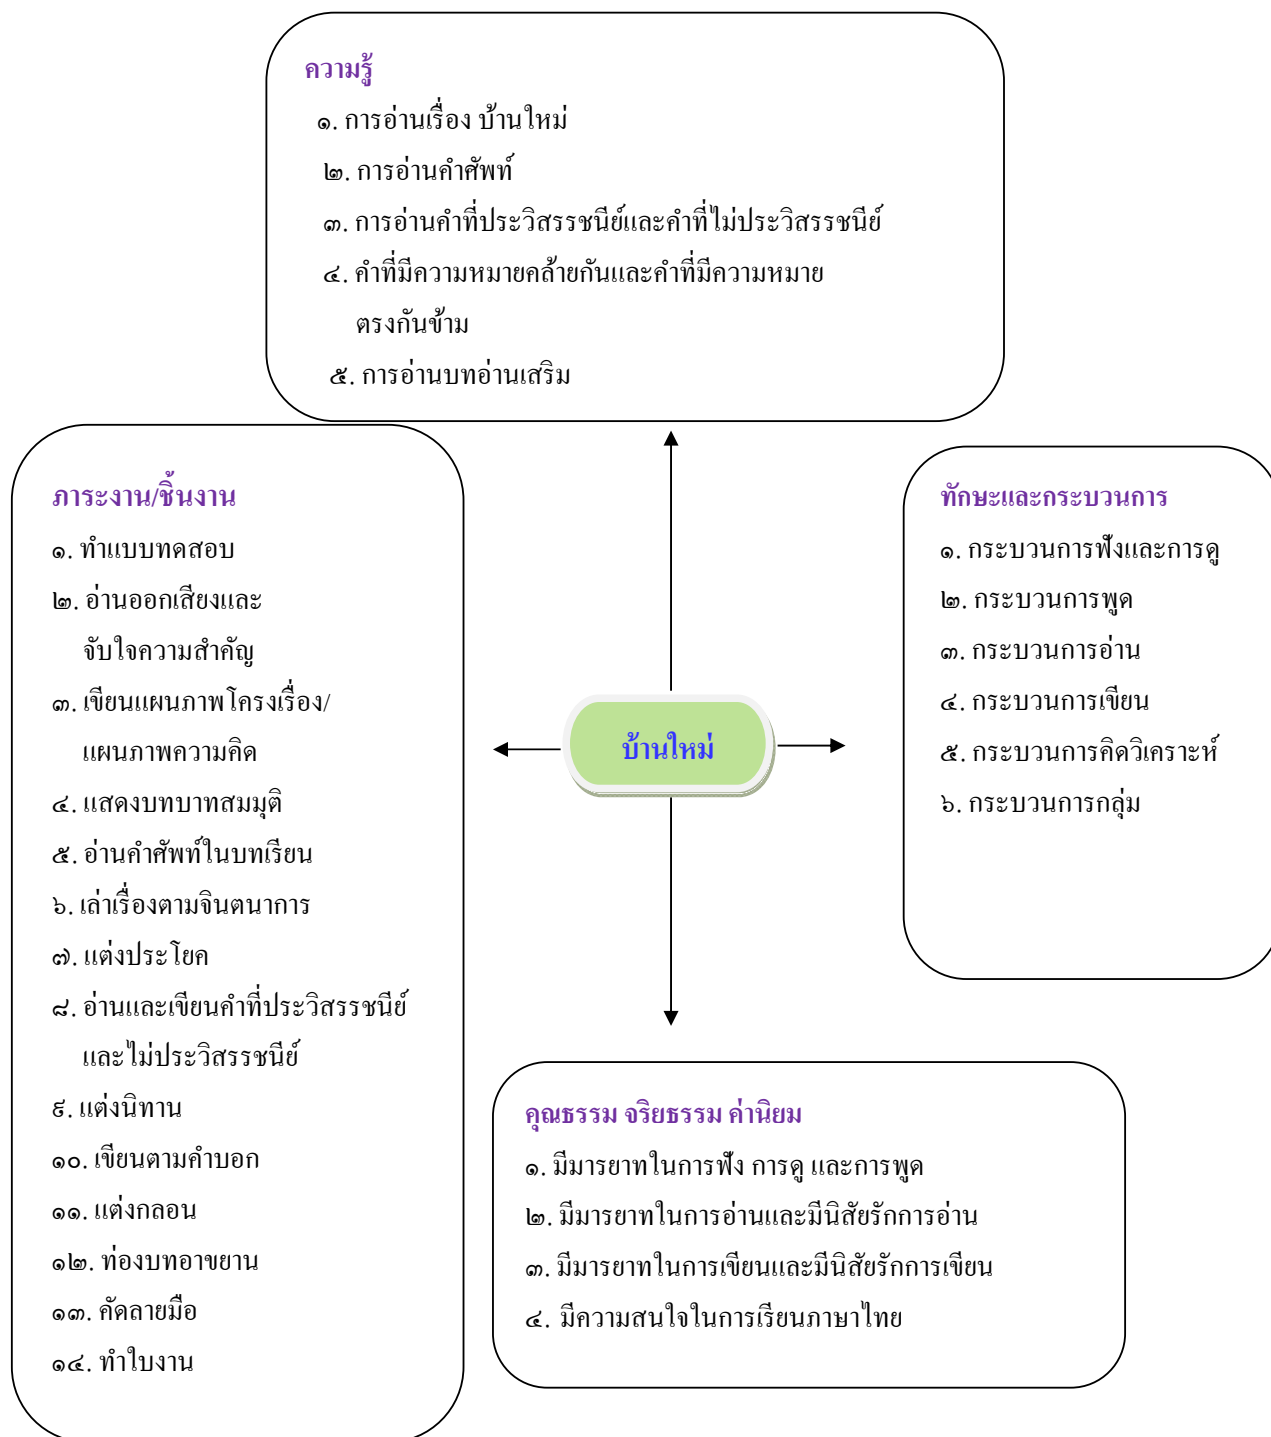 ความรู้
๑. การอ่านเรื่อง บ้านใหม่
๒. การอ่านคำศัพท์
๓. การอ่านคำที่ประวิสรรชนีย์และคำที่ไม่ประวิสรรชนีย์
๔. คำที่มีความหมายคล้ายกันและคำที่มีความหมาย
ตรงกันข้าม
๕. การอ่านบทอ่านเสริม
ภาระงาน/ชิ้นงาน
๑. ทำแบบทดสอบ
๒. อ่านออกเสียงและ
จับใจความสำคัญ
๓. เขียนแผนภาพโครงเรื่อง/
แผนภาพความคิด
๔. แสดงบทบาทสมมุติ
๕. อ่านคำศัพท์ในบทเรียน
๖. เล่าเรื่องตามจินตนาการ
๗. แต่งประโยค
๘. อ่านและเขียนคำที่ประวิสรรชนีย์
และไม่ประวิสรรชนีย์
๙. แต่งนิทาน
๑๐. เขียนตามคำบอก
๑๑. แต่งกลอน
๑๒. ท่องบทอาขยาน
๑๓. คัดลายมือ
๑๔. ทำใบงาน
บ้านใหม่
ทักษะและกระบวนการ
๑. กระบวนการฟังและการดู
๒. กระบวนการพูด
๓. กระบวนการอ่าน
๔. กระบวนการเขียน
๕. กระบวนการคิดวิเคราะห์
๖. กระบวนการกลุ่ม
คุณธรรม จริยธรรม ค่านิยม
๑. มีมารยาทในการฟัง การดู และการพูด
๒. มีมารยาทในการอ่านและมีนิสัยรักการอ่าน
๓. มีมารยาทในการเขียนและมีนิสัยรักการเขียน
๔. มีความสนใจในการเรียนภาษาไทย